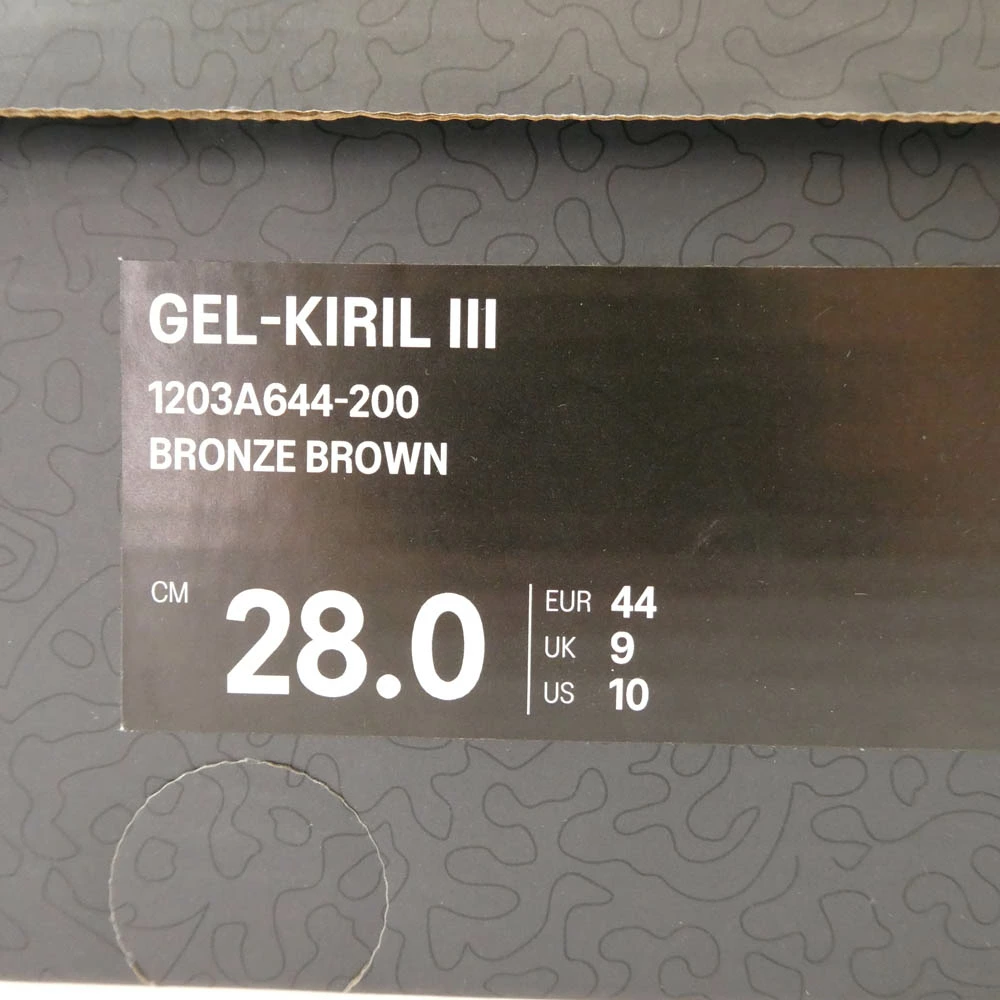 GEL-KIRIL III
1203A644-200
BRONZE BROWN
CM 28.0
EUR 44
UK 9
US 10